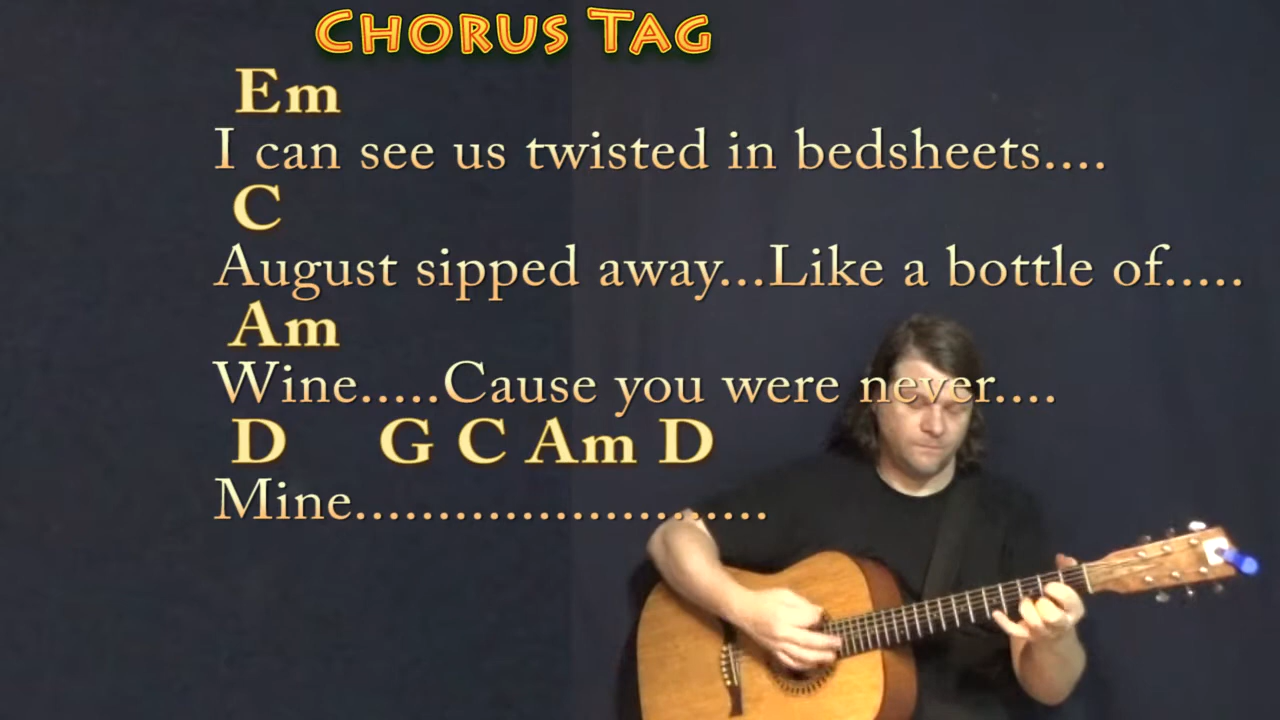 Chorus Tag
Em
I can see us twisted in bedsheets....
C
August sipped away...Like a bottle of.....
Am
Wine.....Cause you were never....
D G C Am D
Mine.........................